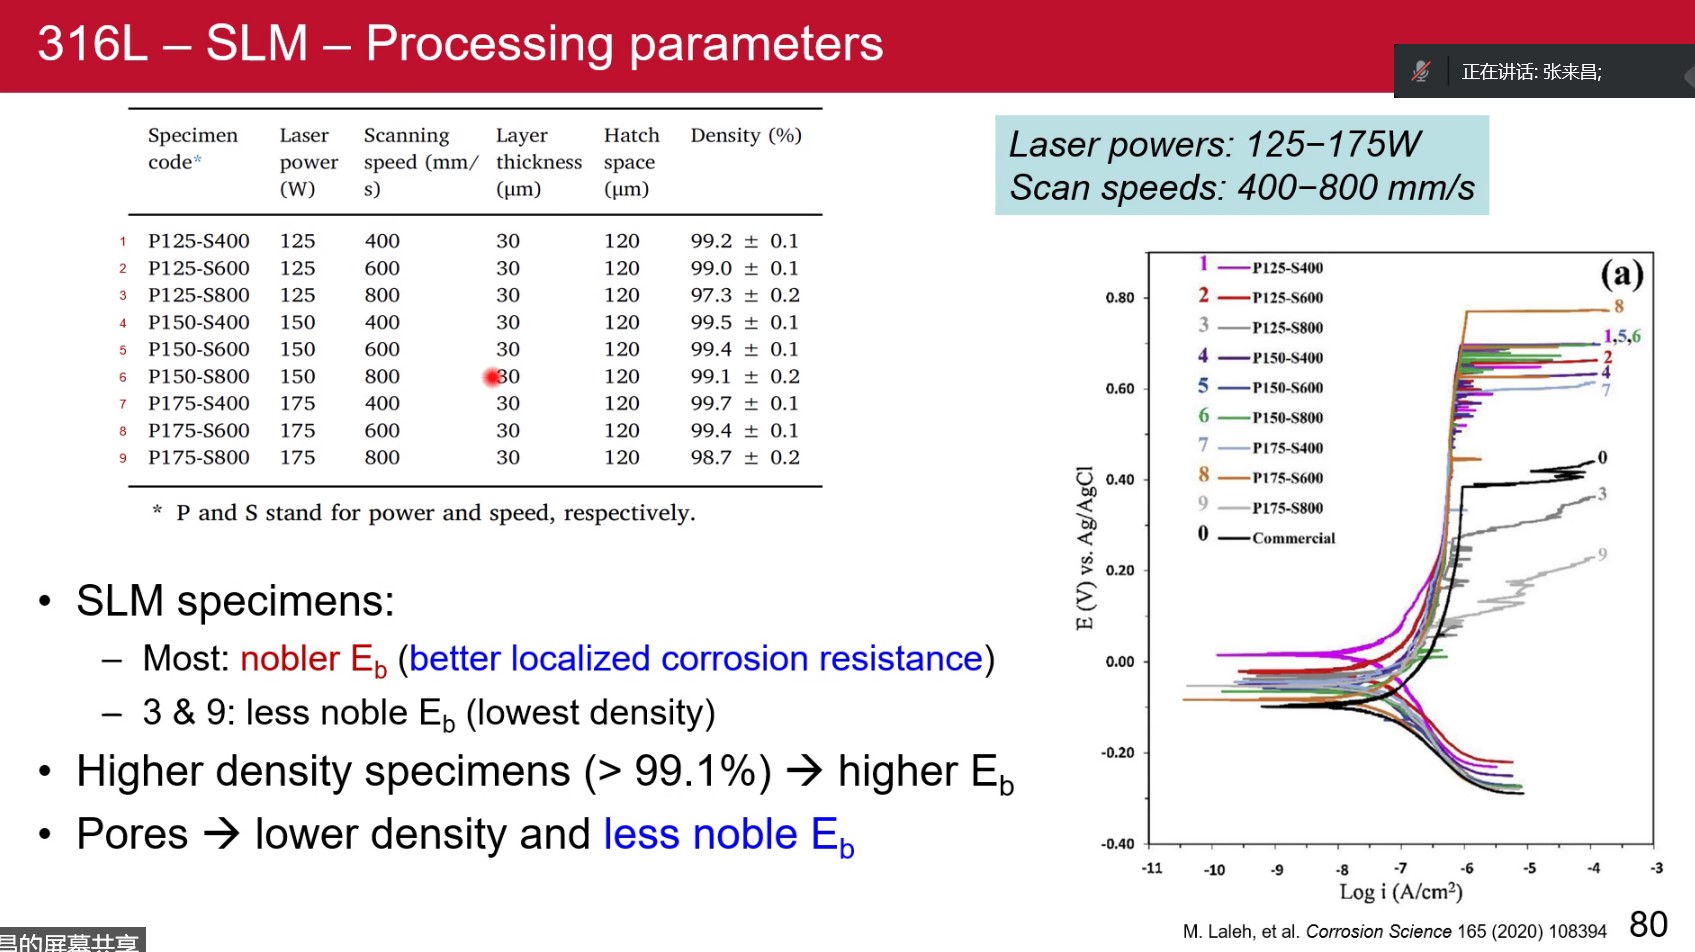 316L – SLM – Processing parameters
正在讲话: 张来昌;
Specimen code* Laser power (W) Scanning speed (mm/s) Layer thickness (μm) Hatch space (μm) Density (%)
1 P125-S400 125 400 30 120 99.2 ± 0.1
2 P125-S600 125 600 30 120 99.0 ± 0.1
3 P125-S800 125 800 30 120 97.3 ± 0.2
4 P150-S400 150 400 30 120 99.5 ± 0.1
5 P150-S600 150 600 30 120 99.4 ± 0.1
6 P150-S800 150 800 30 120 99.1 ± 0.2
7 P175-S400 175 400 30 120 99.7 ± 0.1
8 P175-S600 175 600 30 120 99.4 ± 0.1
9 P175-S800 175 800 30 120 98.7 ± 0.2
* P and S stand for power and speed, respectively.
Laser powers: 125−175W
Scan speeds: 400−800 mm/s
(a)
1 P125-S400
2 P125-S600
3 P125-S800
4 P150-S400
5 P150-S600
6 P150-S800
7 P175-S400
8 P175-S600
9 P175-S800
0 Commercial
8
1,5,6
2
4
7
0
3
9
E (V) vs. Ag/AgCl
0.80
0.60
0.40
0.20
0.00
-0.20
-0.40
-11 -10 -9 -8 -7 -6 -5 -4 -3
Log i (A/cm²)
• SLM specimens:
– Most: nobler Eb (better localized corrosion resistance)
– 3 & 9: less noble Eb (lowest density)
• Higher density specimens (> 99.1%) → higher Eb
• Pores → lower density and less noble Eb
M. Laleh, et al. Corrosion Science 165 (2020) 108394
80
昌的屏幕共享